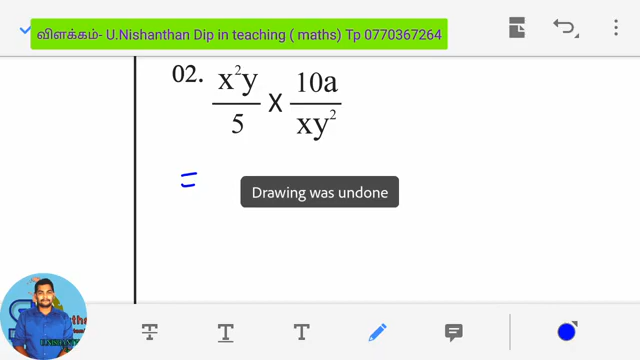 விளக்கம்- U.Nishanthan Dip in teaching ( maths) Tp 0770367264
02. x²y/5 X 10a/xy²
=
Drawing was undone
T T T